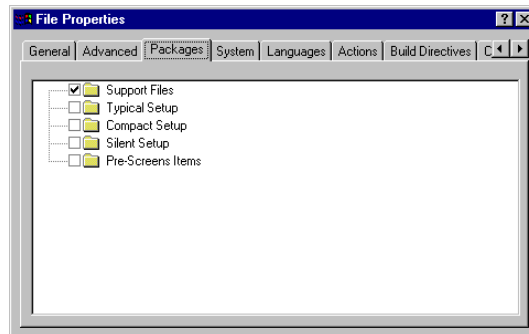 File Properties
General Advanced Packages System Languages Actions Build Directives C
Support Files
Typical Setup
Compact Setup
Silent Setup
Pre-Screens Items